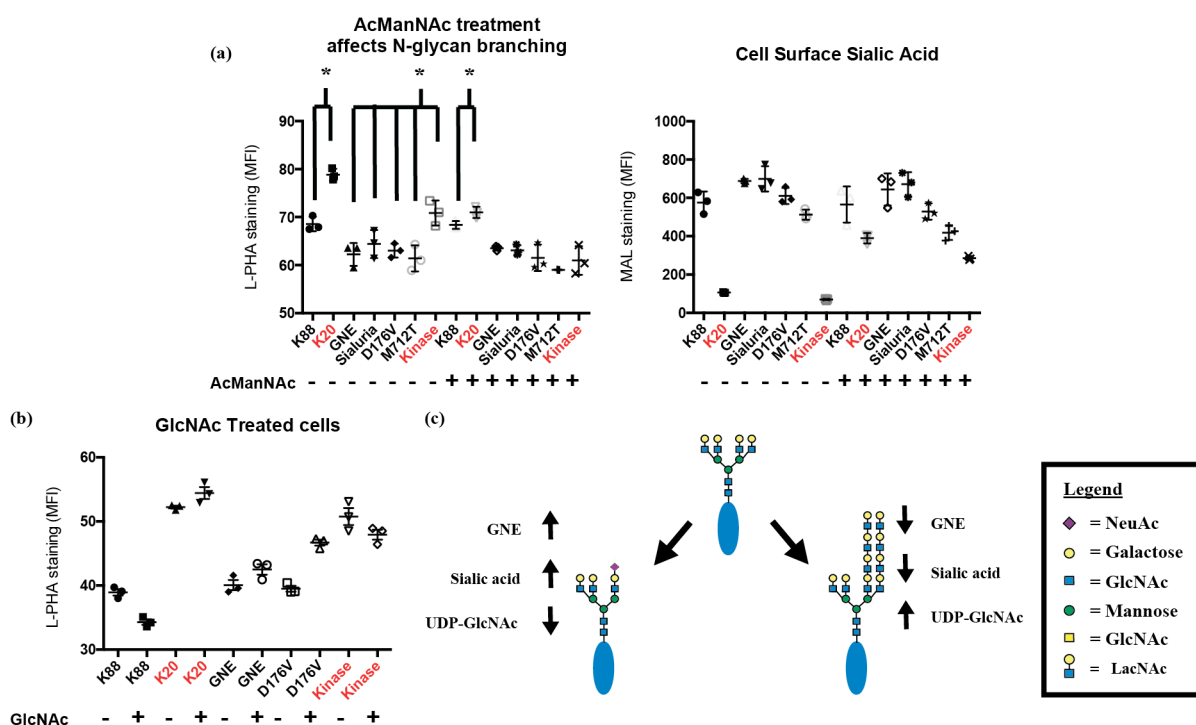 (a)
AcManNAc treatment
affects N-glycan branching
* * *
L-PHA staining (MFI)
90
80
70
60
50
K88 K20 GNE Sialuria D176V M712T Kinase K88 K20 GNE Sialuria D176V M712T Kinase
AcManNAc - - - - - - - + + + + + + +
Cell Surface Sialic Acid
MAL staining (MFI)
1000
800
600
400
200
0
K88 K20 GNE Sialuria D176V M712T Kinase K88 K20 GNE Sialuria D176V M712T Kinase
- - - - - - - + + + + + + +
(b)
GlcNAc Treated cells
L-PHA staining (MFI)
60
50
40
30
K88 K88 K20 K20 GNE GNE D176V D176V Kinase Kinase
GlcNAc - + - + - + - + - +
(c)
GNE
Sialic acid
UDP-GlcNAc
GNE
Sialic acid
UDP-GlcNAc
Legend
= NeuAc
= Galactose
= GlcNAc
= Mannose
= GlcNAc
= LacNAc